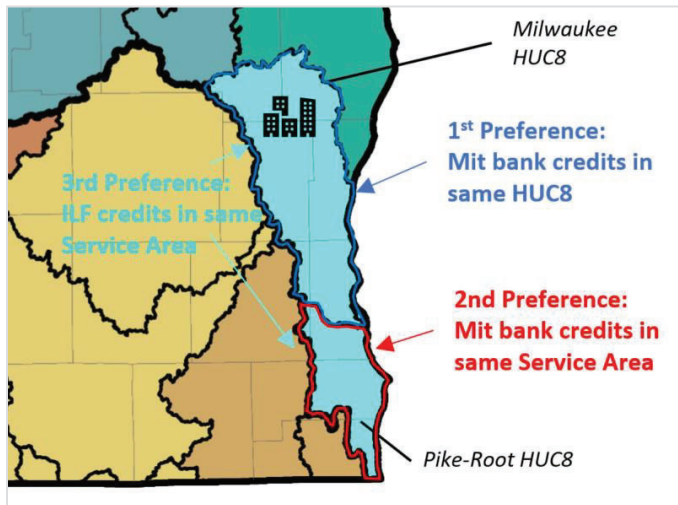 Milwaukee
HUC8
1st Preference:
Mit bank credits in
same HUC8
3rd Preference:
ILF credits in same
Service Area
2nd Preference:
Mit bank credits in
same Service Area
Pike-Root HUC8